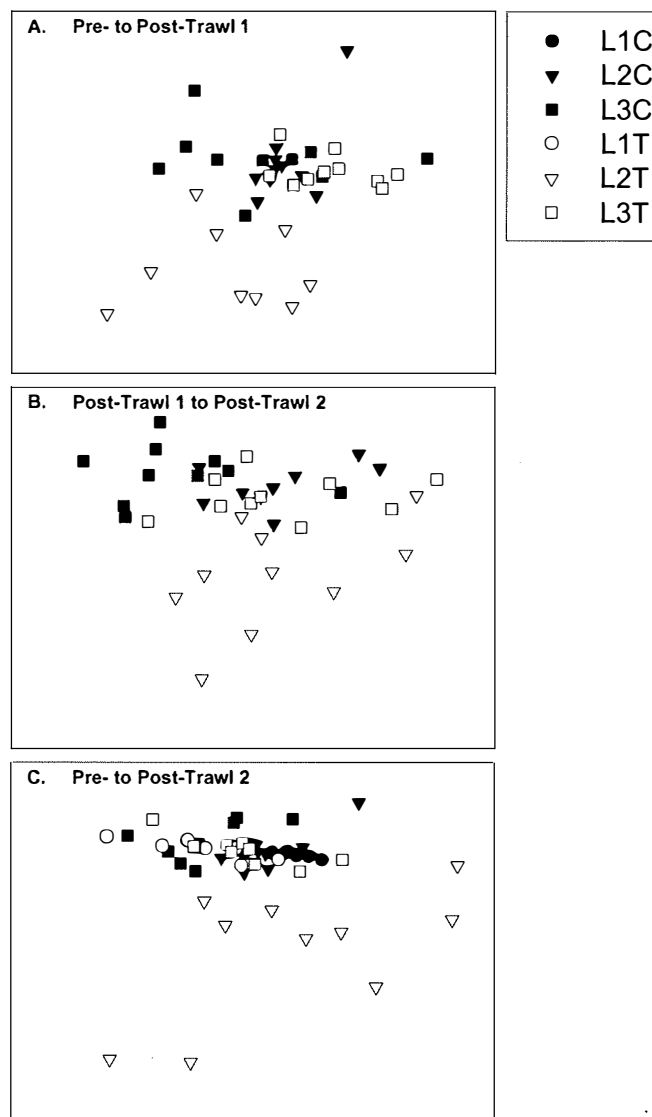 A. Pre- to Post-Trawl 1
L1C
L2C
L3C
L1T
L2T
L3T
B. Post-Trawl 1 to Post-Trawl 2
C. Pre- to Post-Trawl 2